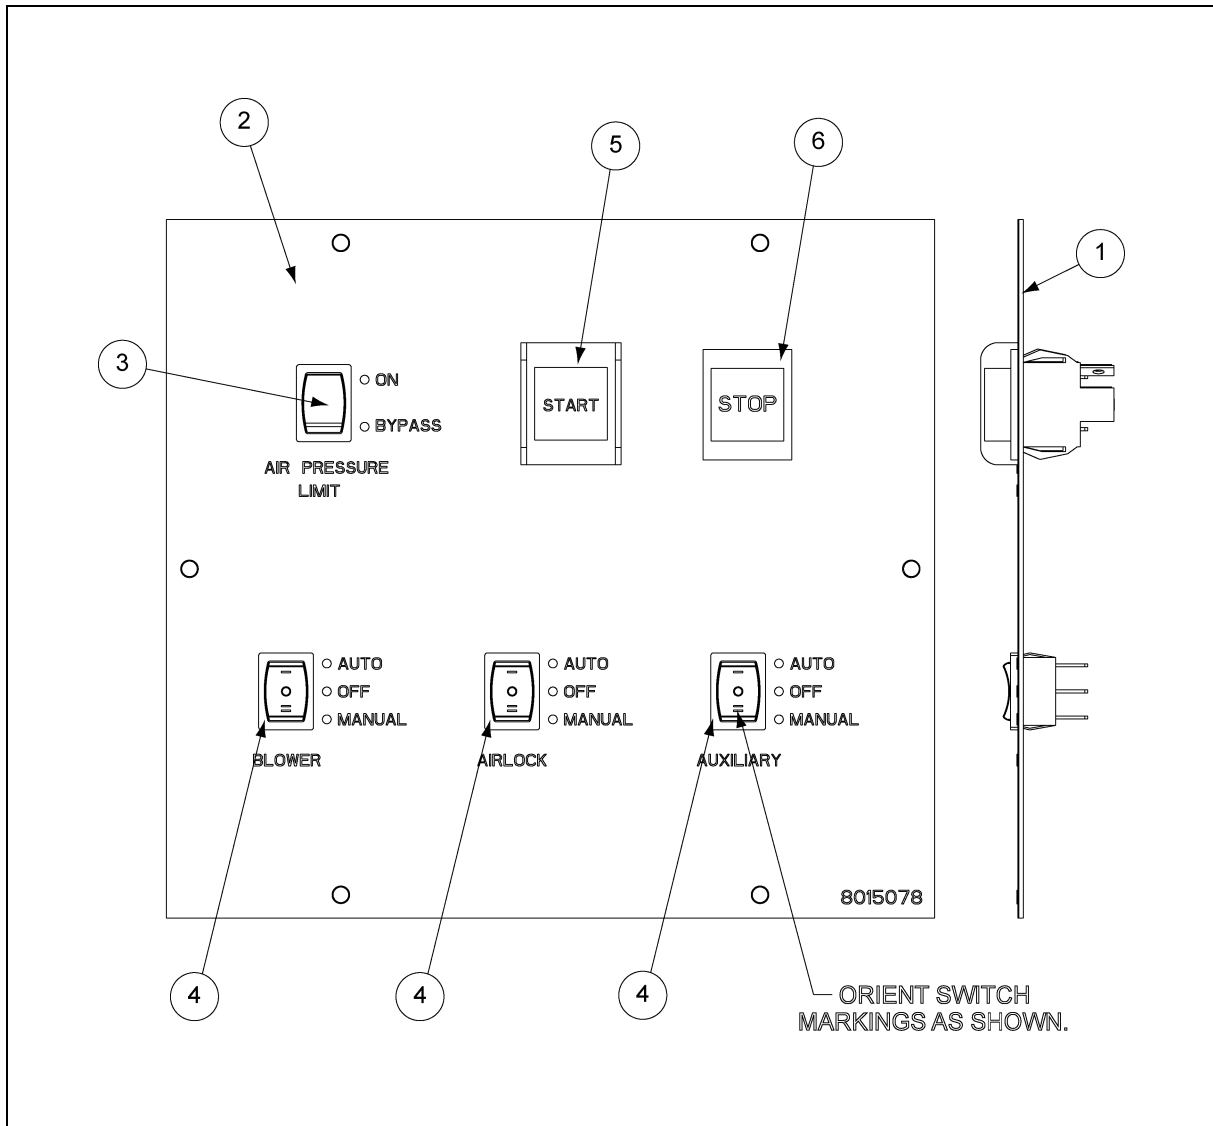 2
5
6
1
3
ON
BYPASS
AIR PRESSURE
LIMIT
START
STOP
AUTO
OFF
MANUAL
BLOWER
AUTO
OFF
MANUAL
AIRLOCK
AUTO
OFF
MANUAL
AUXILIARY
8015078
4
4
4
ORIENT SWITCH
MARKINGS AS SHOWN.